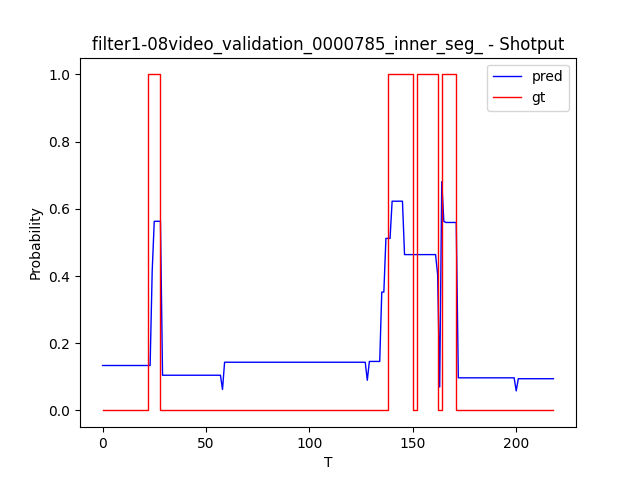 filter1-08video_validation_0000785_inner_seg_ - Shotput
pred
gt
1.0
0.8
0.6
0.4
0.2
0.0
Probability
0
50
100
150
200
T